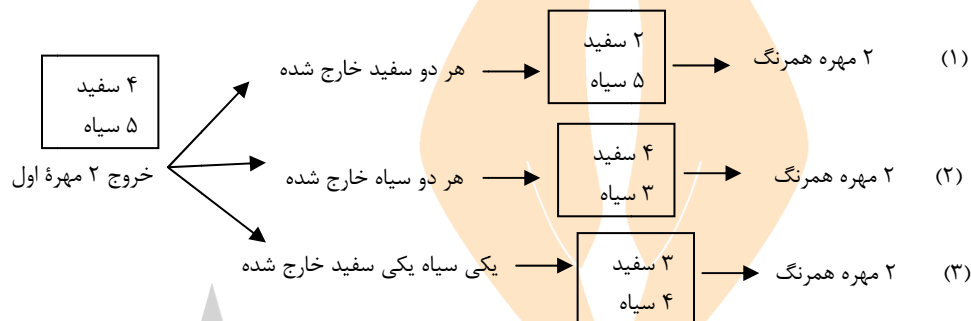 ۴ سفید
۵ سیاه
خروج ۲ مهرهٔ اول
هر دو سفید خارج شده
۲ سفید
۵ سیاه
۲ مهره همرنگ
(۱)
هر دو سیاه خارج شده
۴ سفید
۳ سیاه
۲ مهره همرنگ
(۲)
یکی سیاه یکی سفید خارج شده
۳ سفید
۴ سیاه
۲ مهره همرنگ
(۳)